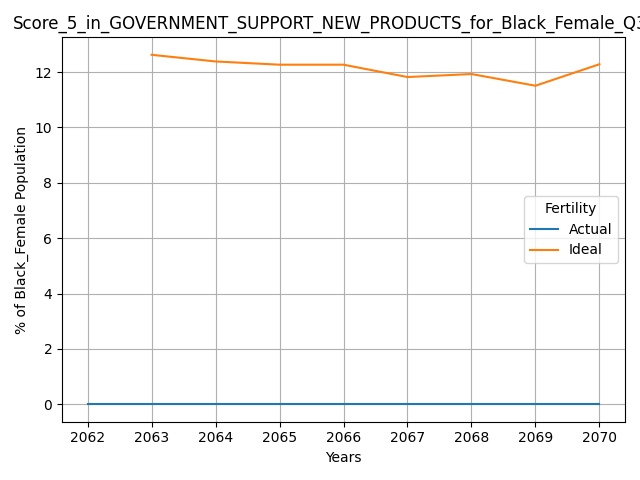 Score_5_in_GOVERNMENT_SUPPORT_NEW_PRODUCTS_for_Black_Female_Q3
% of Black_Female Population
12
10
8
6
4
2
0
Fertility
Actual
Ideal
2062 2063 2064 2065 2066 2067 2068 2069 2070
Years